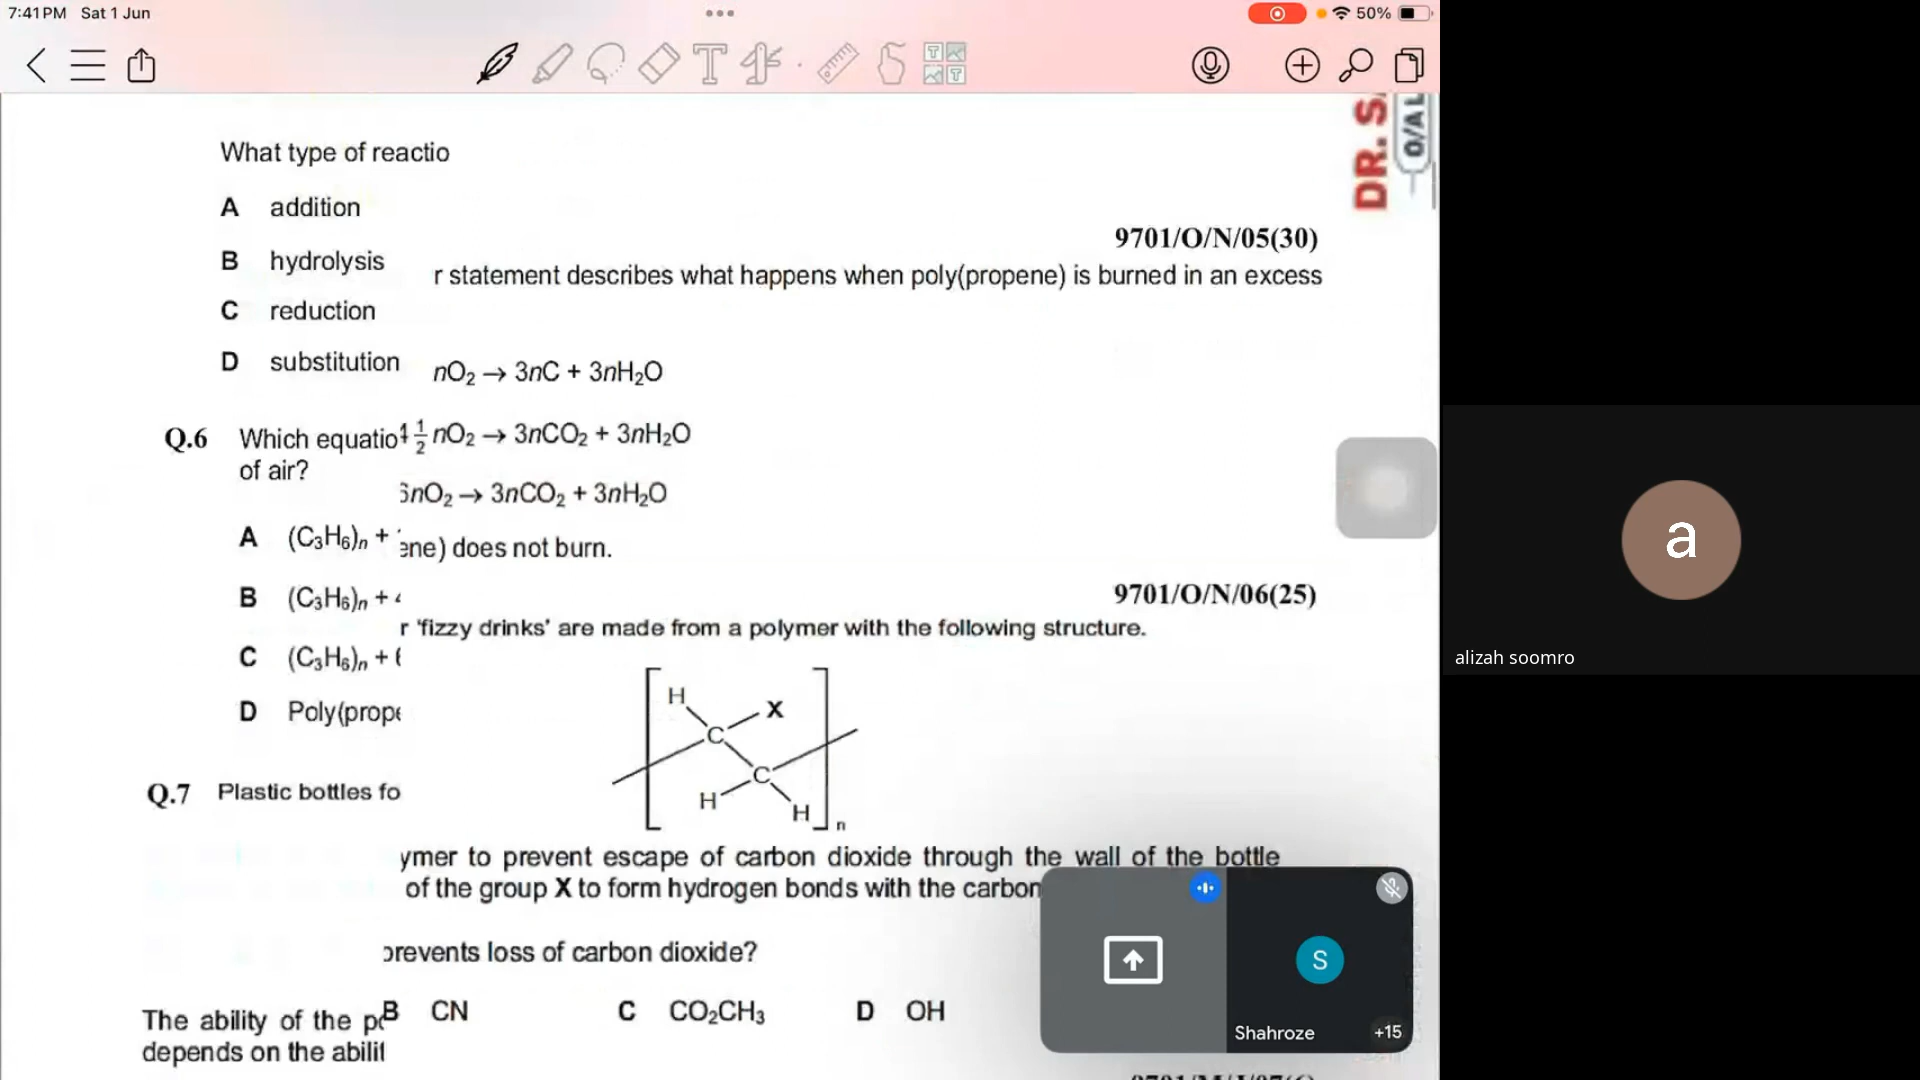 7:41 PM Sat 1 Jun
50%
What type of reactio
A addition
9701/O/N/05(30)
B hydrolysis
r statement describes what happens when poly(propene) is burned in an excess
C reduction
D substitution
nO₂ → 3nC + 3nH₂O
Q.6 Which equatio
½nO₂ → 3nCO₂ + 3nH₂O
of air?
nO₂ → 3nCO₂ + 3nH₂O
A (C₃H₆)ₙ +
ene) does not burn.
B (C₃H₆)ₙ +
9701/O/N/06(25)
r 'fizzy drinks' are made from a polymer with the following structure.
C (C₃H₆)ₙ +
D Poly(prope
H
X
C
C
H
H
n
Q.7 Plastic bottles fo
ymer to prevent escape of carbon dioxide through the wall of the bottle
of the group X to form hydrogen bonds with the carbon
prevents loss of carbon dioxide?
B CN C CO₂CH₃ D OH
The ability of the po
depends on the abilit
DR. S
O/A L
a
alizah soomro
S
Shahroze
+15